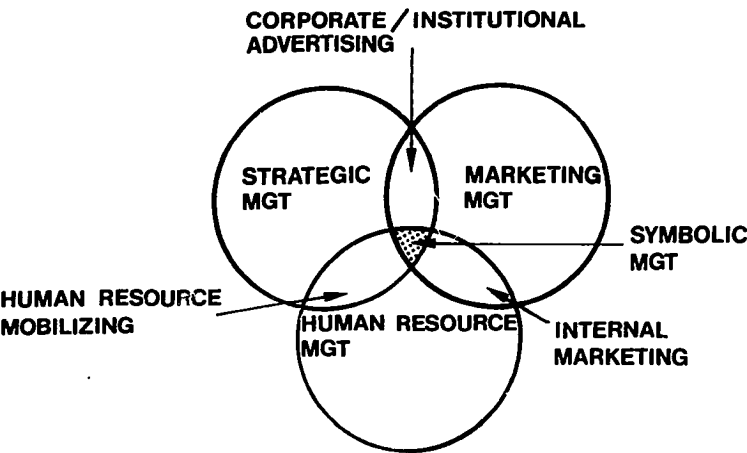 CORPORATE / INSTITUTIONAL
ADVERTISING
STRATEGIC
MGT
MARKETING
MGT
SYMBOLIC
MGT
HUMAN RESOURCE
MOBILIZING
HUMAN RESOURCE
MGT
INTERNAL
MARKETING